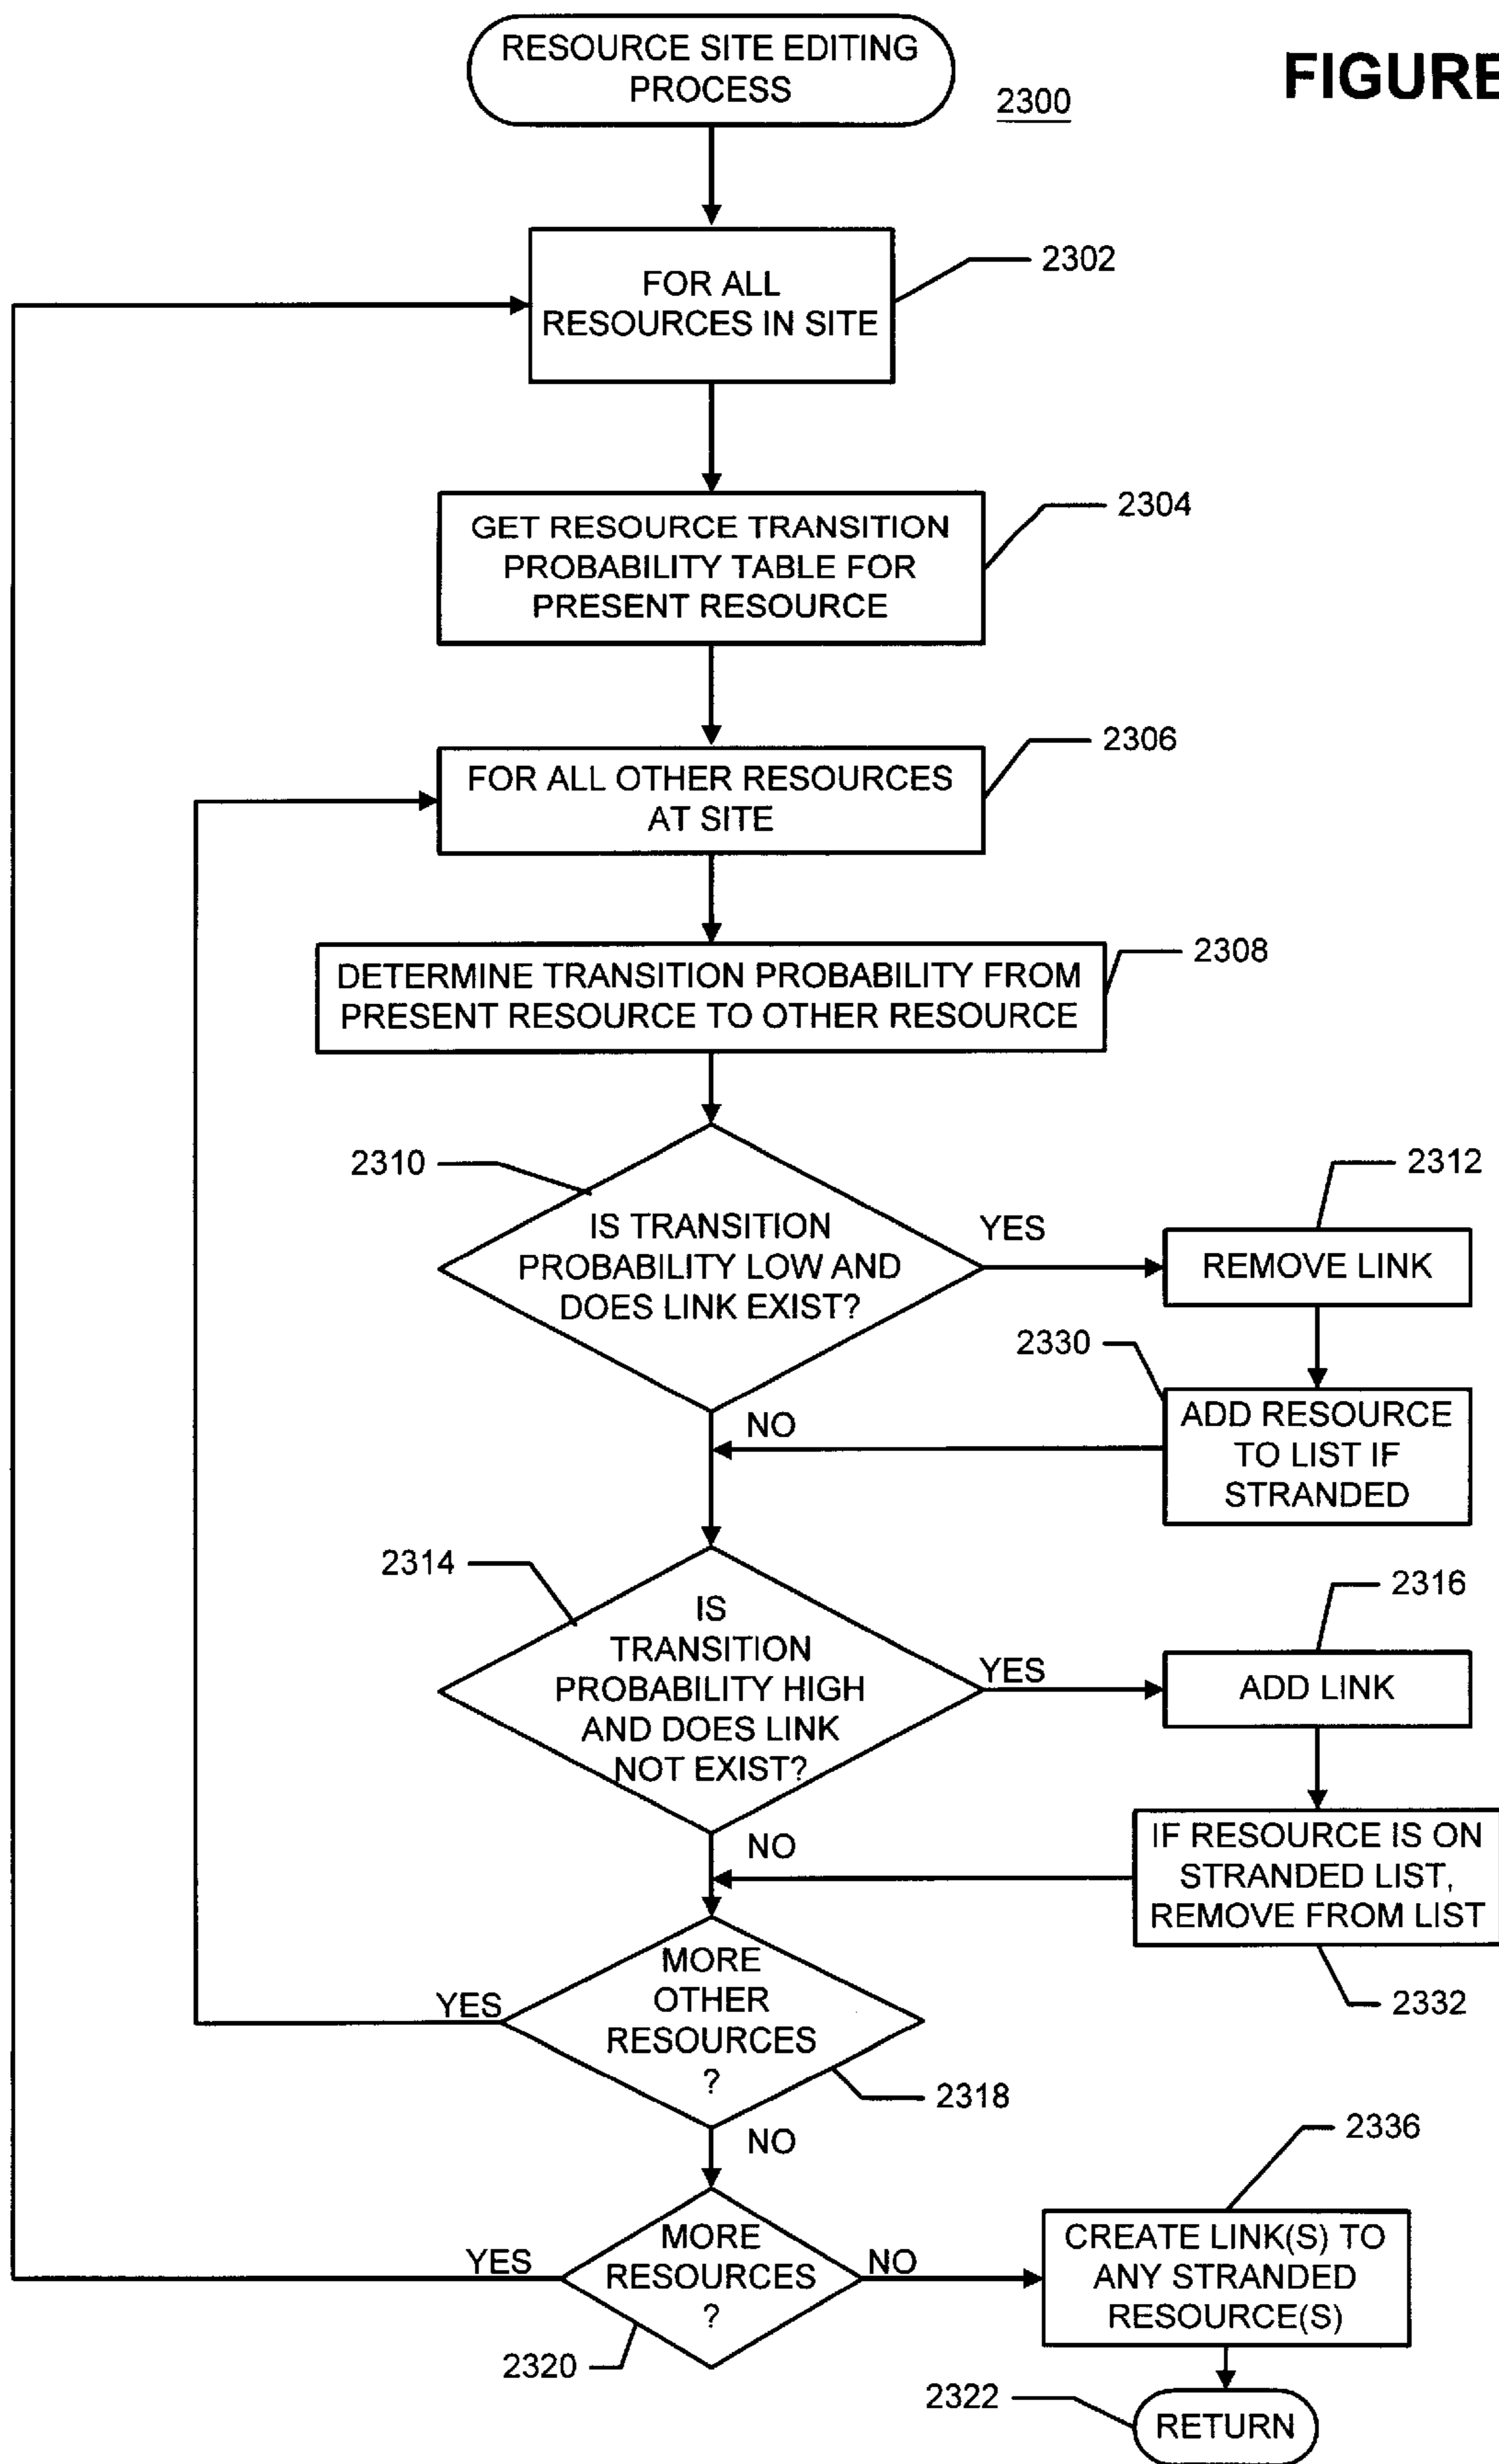 RESOURCE SITE EDITING
PROCESS
2300
FIGURE
FOR ALL
RESOURCES IN SITE
2302
GET RESOURCE TRANSITION
PROBABILITY TABLE FOR
PRESENT RESOURCE
2304
FOR ALL OTHER RESOURCES
AT SITE
2306
DETERMINE TRANSITION PROBABILITY FROM
PRESENT RESOURCE TO OTHER RESOURCE
2308
2310
IS TRANSITION
PROBABILITY LOW AND
DOES LINK EXIST?
YES
2312
REMOVE LINK
2330
ADD RESOURCE
TO LIST IF
STRANDED
NO
2314
IS
TRANSITION
PROBABILITY HIGH
AND DOES LINK
NOT EXIST?
YES
2316
ADD LINK
NO
IF RESOURCE IS ON
STRANDED LIST,
REMOVE FROM LIST
2332
MORE
OTHER
RESOURCES
?
YES
2318
NO
2336
MORE
RESOURCES
?
YES
NO
CREATE LINK(S) TO
ANY STRANDED
RESOURCE(S)
2320
2322
RETURN